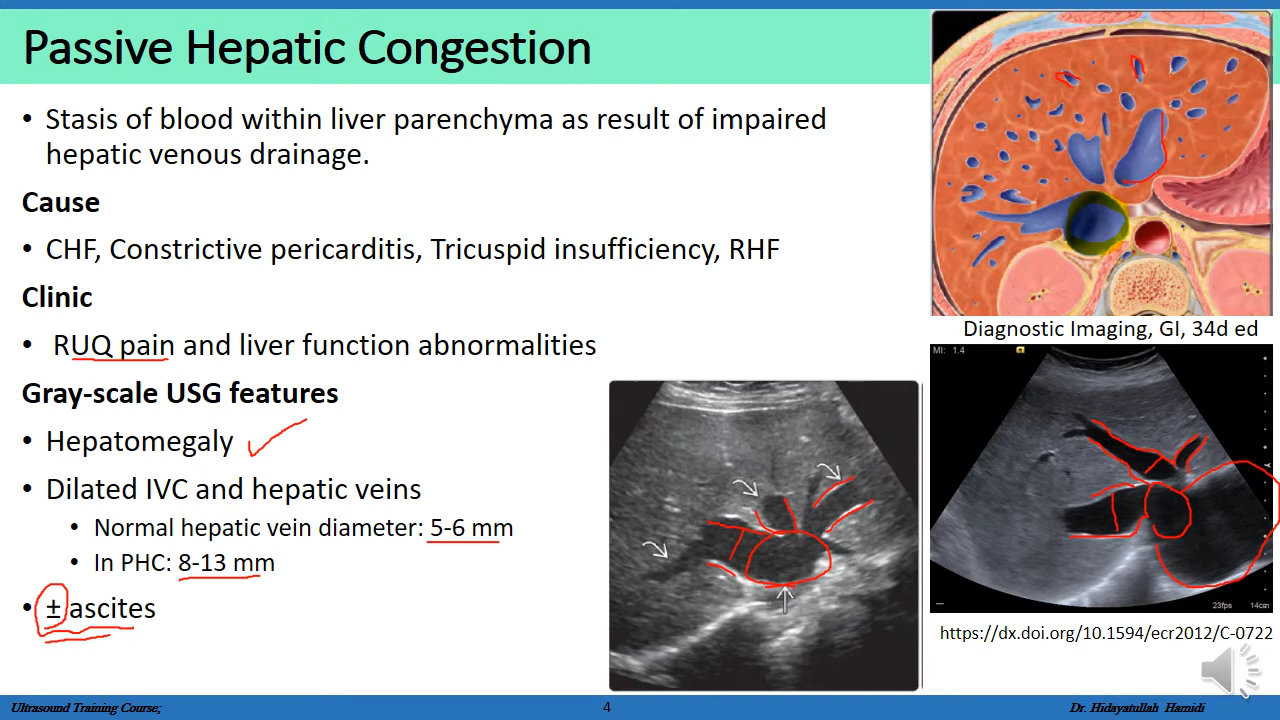 Passive Hepatic Congestion
• Stasis of blood within liver parenchyma as result of impaired
hepatic venous drainage.
Cause
• CHF, Constrictive pericarditis, Tricuspid insufficiency, RHF
Clinic
• RUQ pain and liver function abnormalities
Gray-scale USG features
• Hepatomegaly
• Dilated IVC and hepatic veins
• Normal hepatic vein diameter: 5-6 mm
• In PHC: 8-13 mm
• ± ascites
Diagnostic Imaging, GI, 34d ed
MI: 1.4
23fps 14cm
https://dx.doi.org/10.1594/ecr2012/C-0722
Ultrasound Training Course;
4
Dr. Hidayatullah Hamidi